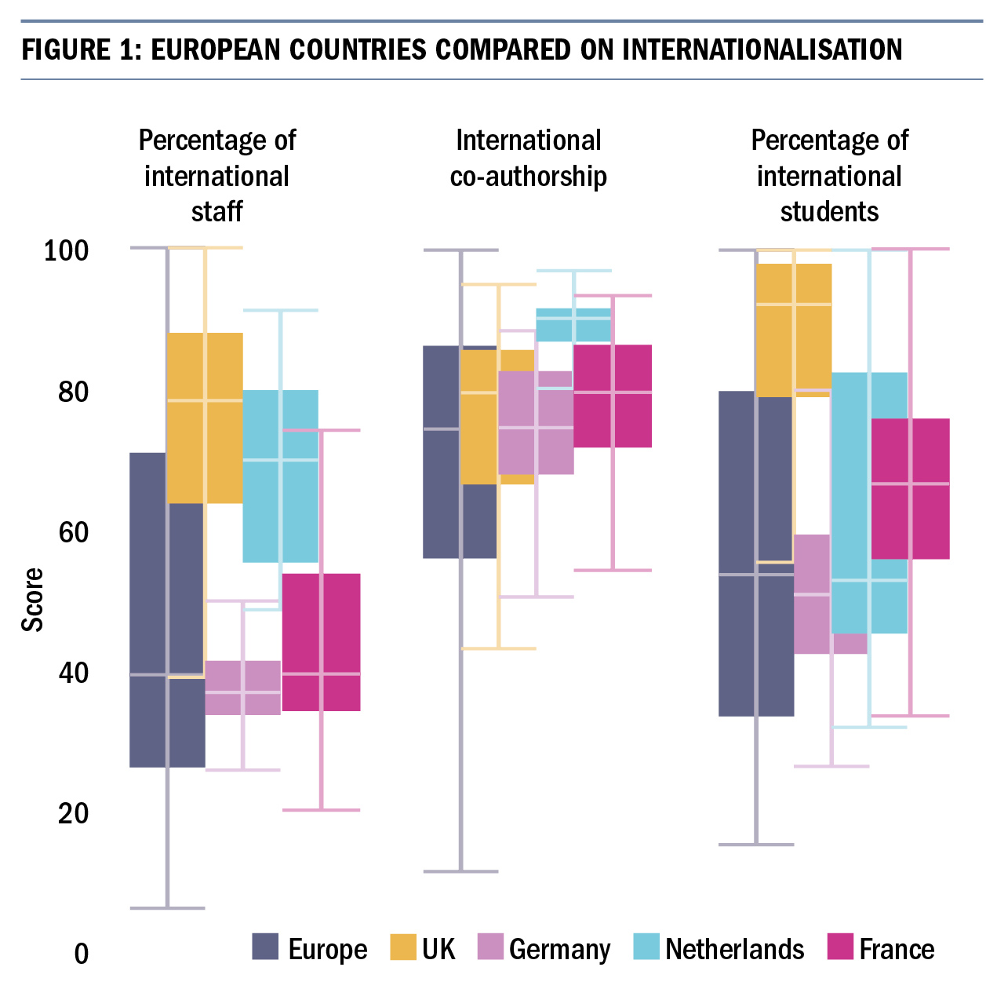 FIGURE 1: EUROPEAN COUNTRIES COMPARED ON INTERNATIONALISATION
Percentage of
international
staff
International
co-authorship
Percentage of
international
students
100
80
60
Score
40
20
0
Europe UK Germany Netherlands France